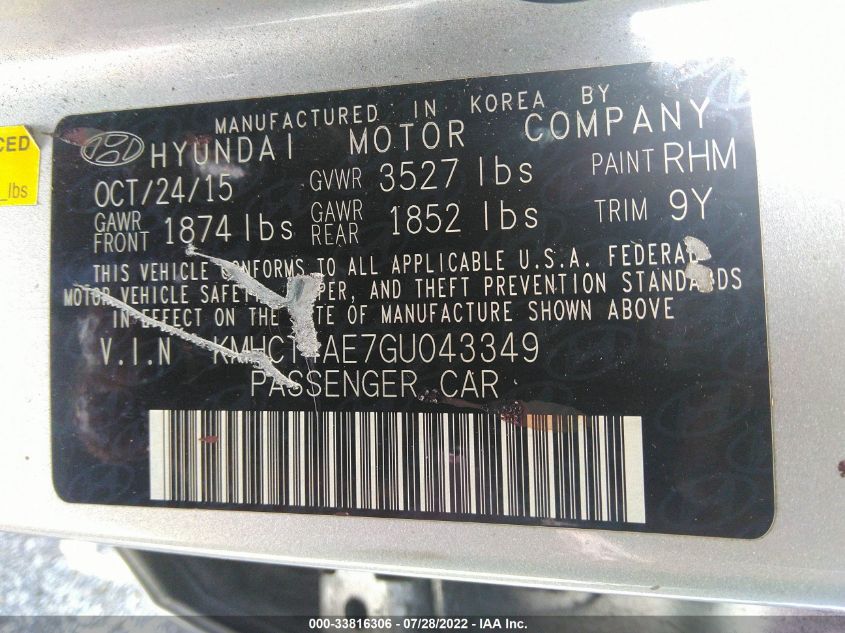 CED
lbs
MANUFACTURED IN KOREA BY
HYUNDAI MOTOR COMPANY
OCT/24/15 GVWR 3527 lbs PAINT RHM
GAWR FRONT 1874 lbs GAWR REAR 1852 lbs TRIM 9Y
THIS VEHICLE CONFORMS TO ALL APPLICABLE U.S.A. FEDERAL
MOTOR VEHICLE SAFETY, AND THEFT PREVENTION STANDARDS
IN EFFECT ON THE DATE OF MANUFACTURE SHOWN ABOVE
V.I.N
PASSENGER CAR
000-33816306 - 07/28/2022 - IAA Inc.